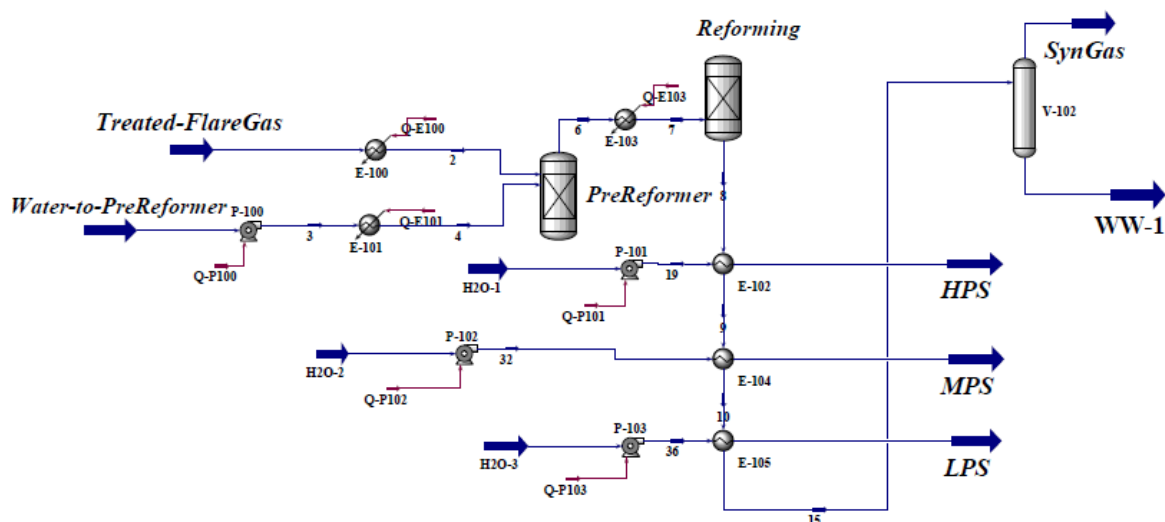 Reforming
SynGas
V-102
Q-E103
6
7
E-103
Treated-FlareGas
Q-E100
2
E-100
PreReformer
Water-to-PreReformer
P-100
3
Q-E101
4
E-101
Q-P100
8
WW-1
P-101
19
H2O-1
E-102
HPS
Q-P101
9
P-102
32
H2O-2
E-104
MPS
Q-P102
10
P-103
36
H2O-3
E-105
LPS
Q-P103
15